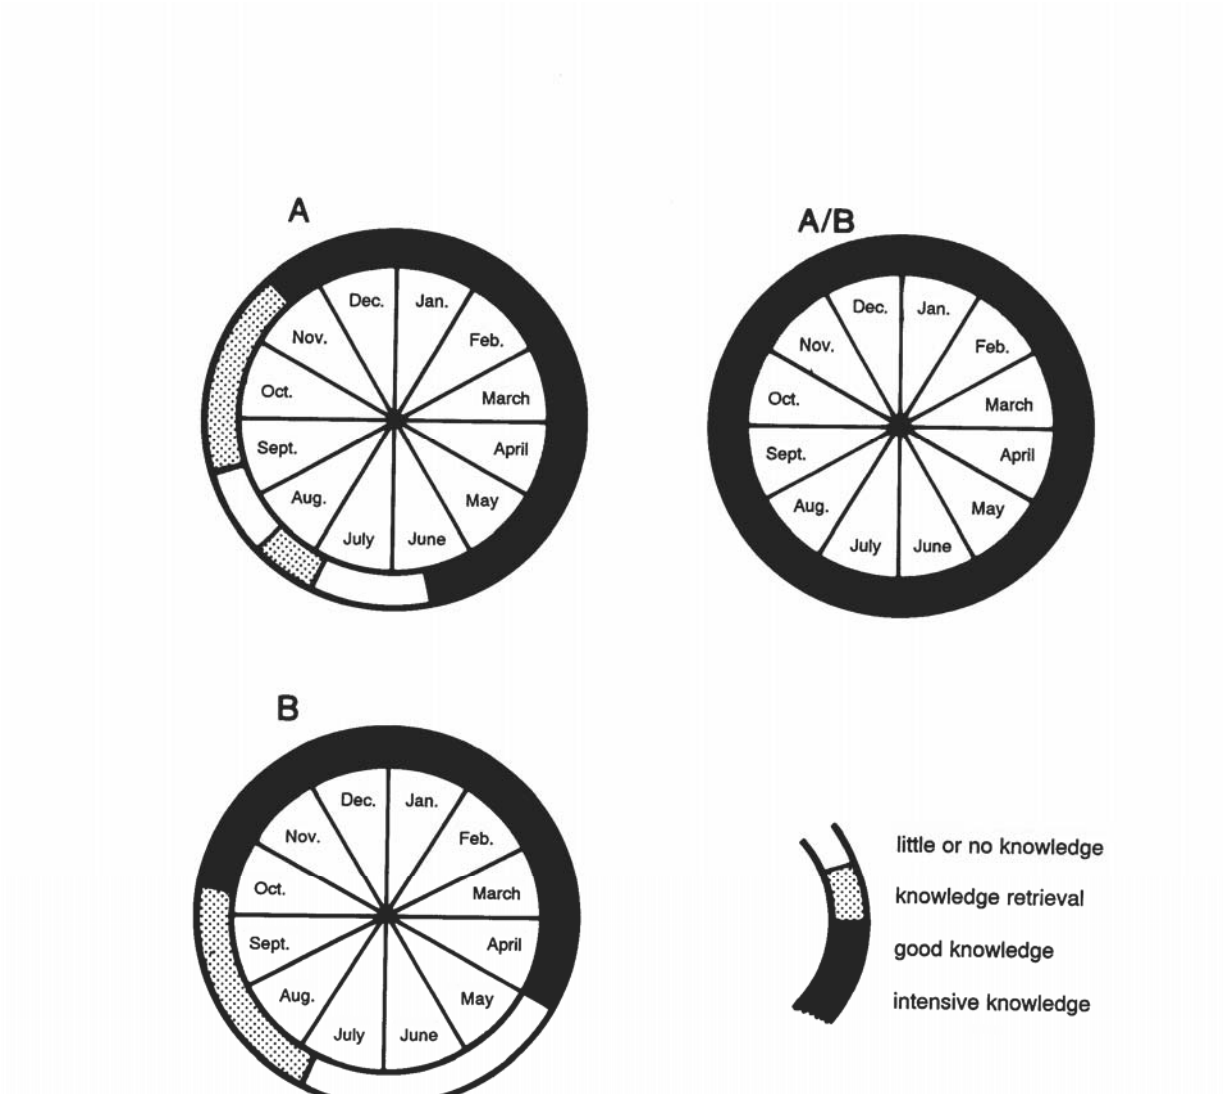 A
Dec.
Jan.
Nov.
Feb.
Oct.
March
Sept.
April
Aug.
May
July
June
A/B
Dec.
Jan.
Nov.
Feb.
Oct.
March
Sept.
April
Aug.
May
July
June
B
Dec.
Jan.
Nov.
Feb.
Oct.
March
Sept.
April
Aug.
May
July
June
little or no knowledge
knowledge retrieval
good knowledge
intensive knowledge